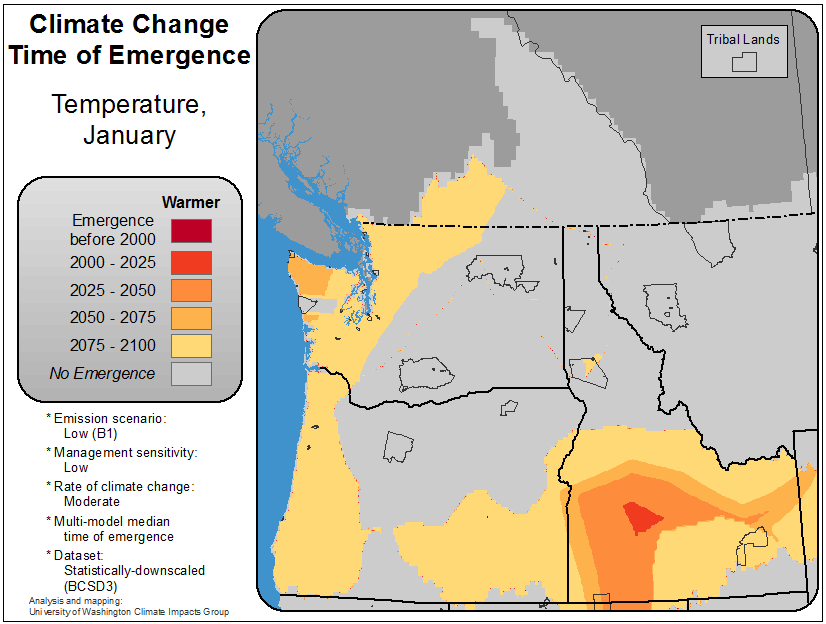 Climate Change
Time of Emergence
Temperature,
January
Warmer
Emergence
before 2000
2000 - 2025
2025 - 2050
2050 - 2075
2075 - 2100
No Emergence
* Emission scenario:
Low (B1)
* Management sensitivity:
Low
* Rate of climate change:
Moderate
* Multi-model median
time of emergence
* Dataset:
Statistically-downscaled
(BCSD3)
Analysis and mapping:
University of Washington Climate Impacts Group
Tribal Lands